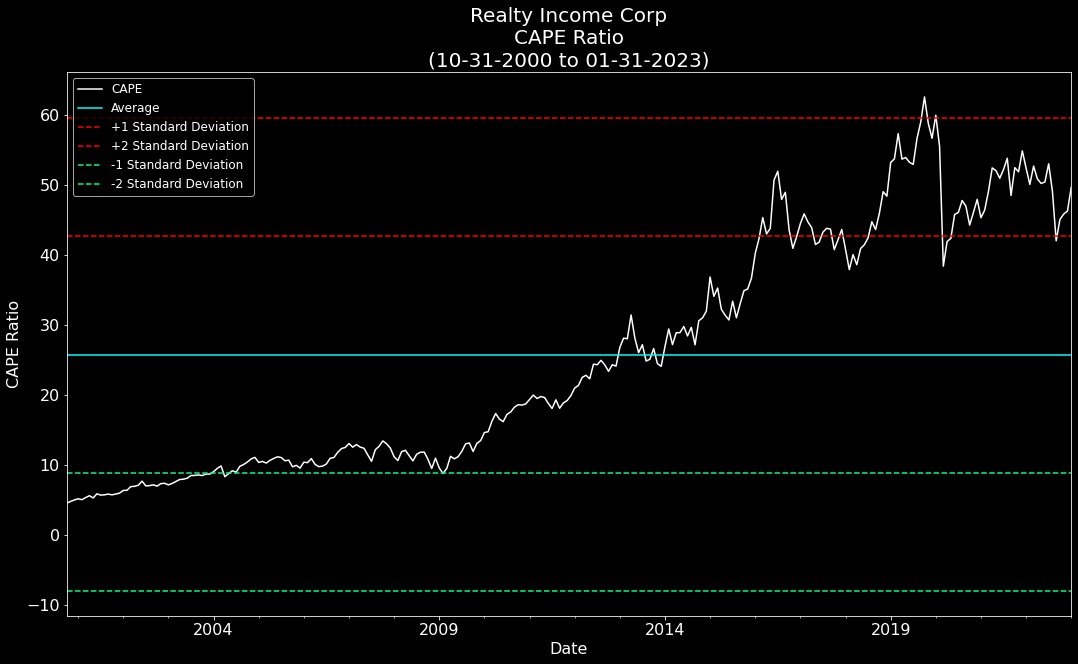 Realty Income Corp
CAPE Ratio
(10-31-2000 to 01-31-2023)
CAPE
Average
+1 Standard Deviation
+2 Standard Deviation
-1 Standard Deviation
-2 Standard Deviation
60
50
40
30
20
10
0
−10
CAPE Ratio
2004
2009
2014
2019
Date